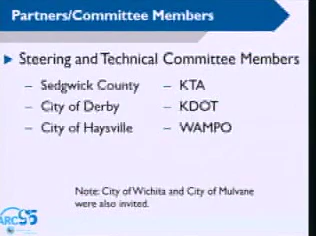 Partners/Committee Members
Steering and Technical Committee Members
– Sedgwick County
– City of Derby
– City of Haysville
– KTA
– KDOT
– WAMPO
Note: City of Wichita and City of Mulvane
were also invited.
ARC95